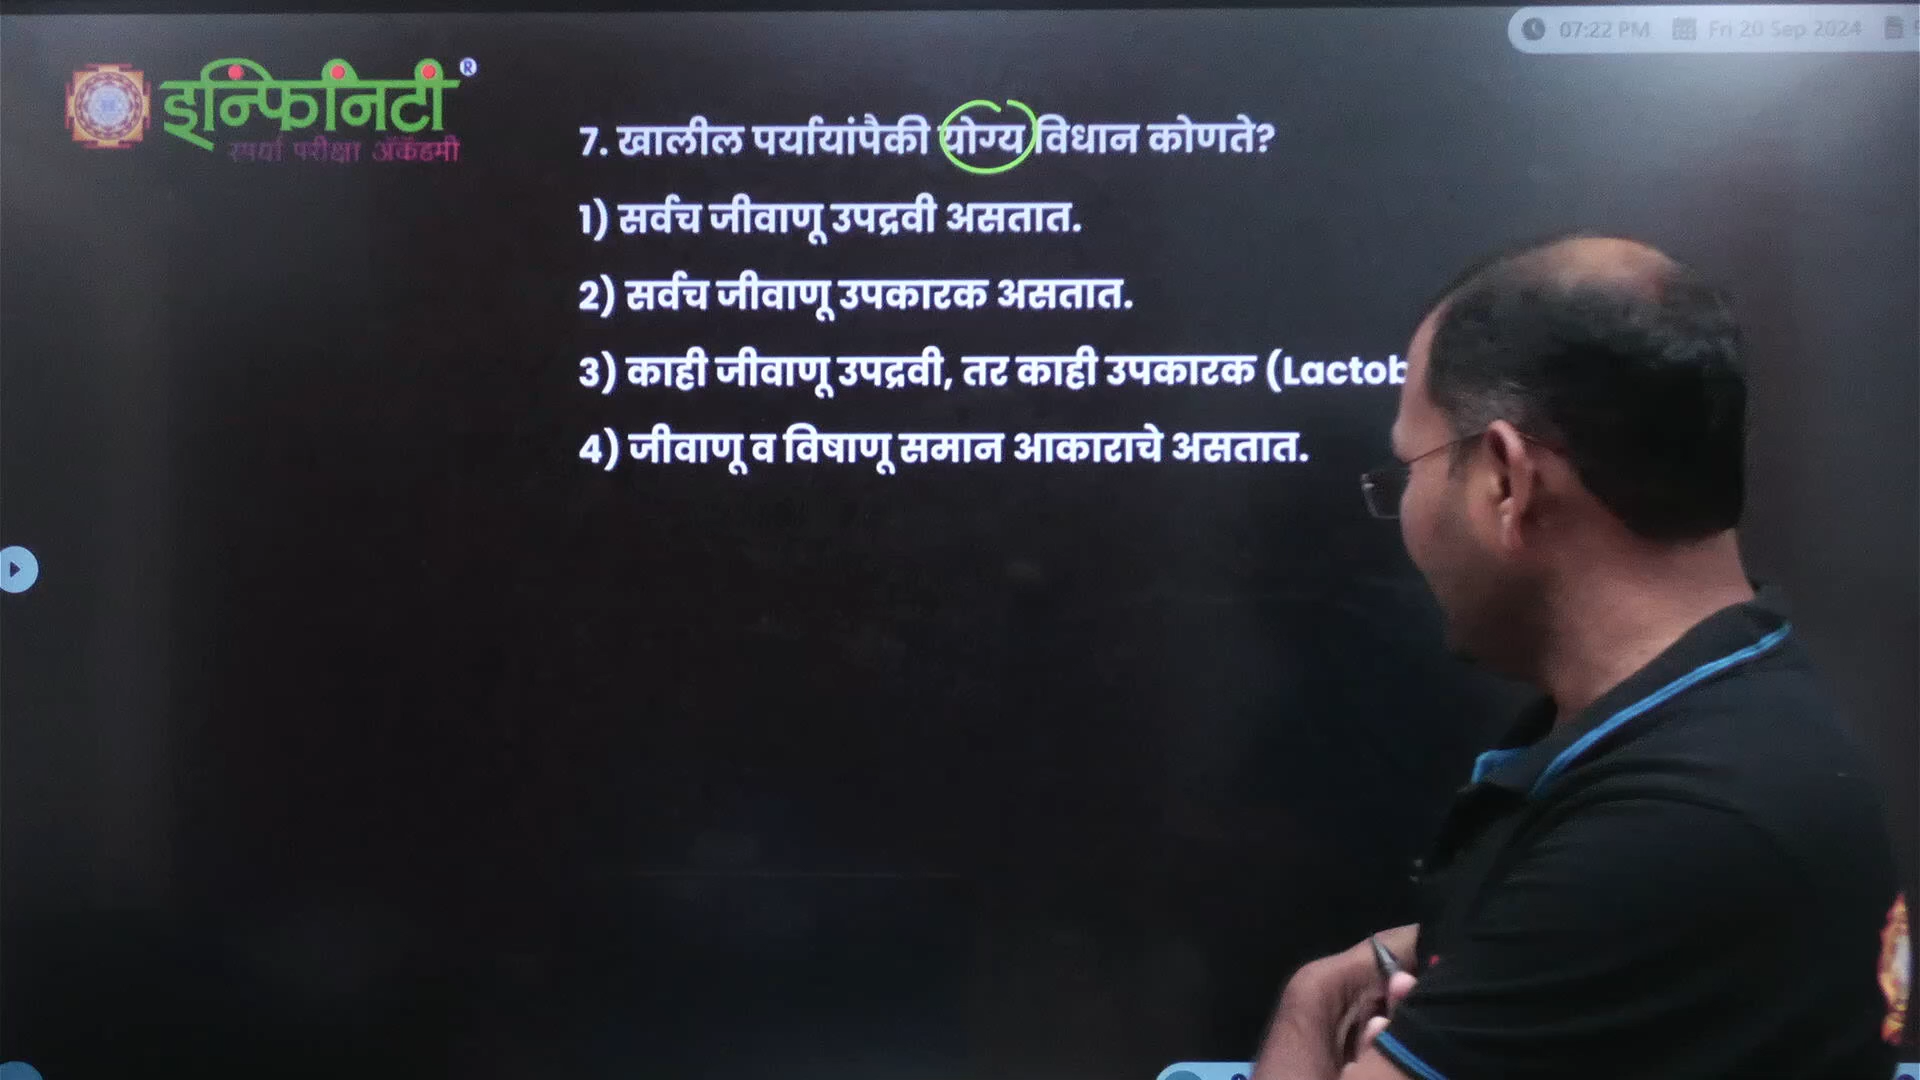 07:22 PM Fri 20 Sep 2024
इन्फिनिटी ®
स्पर्धा परीक्षा अ‍ॅकॅडमी
7. खालील पर्यायांपैकी योग्य विधान कोणते?
1) सर्वच जीवाणू उपद्रवी असतात.
2) सर्वच जीवाणू उपकारक असतात.
3) काही जीवाणू उपद्रवी, तर काही उपकारक (Lactob
4) जीवाणू व विषाणू समान आकाराचे असतात.